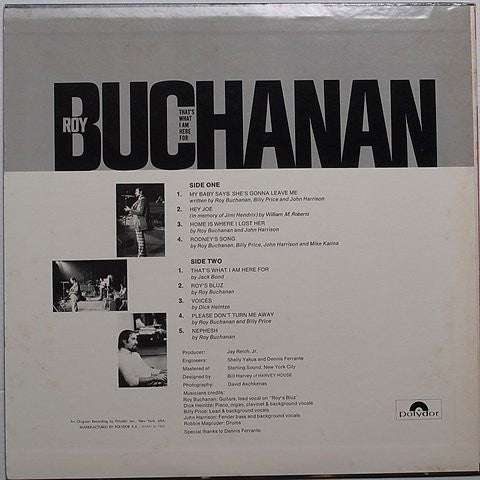 ROY
BUCHANAN
THAT'S
WHAT
I AM
HERE
FOR
SIDE ONE
1. MY BABY SAYS SHE'S GONNA LEAVE ME
written by Roy Buchanan, Billy Price and John Harrison
2. HEY JOE
(in memory of Jimi Hendrix) by William M. Roberts
3. HOME IS WHERE I LOST HER
by Roy Buchanan and John Harrison
4. RODNEY'S SONG
by Roy Buchanan, Billy Price, John Harrison and Mike Kalina
SIDE TWO
1. THAT'S WHAT I AM HERE FOR
by Jack Bond
2. ROY'S BLUZ
by Roy Buchanan
3. VOICES
by Dick Heintze
4. PLEASE DON'T TURN ME AWAY
by Roy Buchanan and Billy Price
5. NEPHESH
by Roy Buchanan
Producer: Jay Reich, Jr.
Engineers: Shelly Yakus and Dennis Ferrante
Mastered at Sterling Sound, New York City
Designed by Bill Harvey of HARVEY HOUSE
Photography: David Aschkenas
Musicians credits:
Roy Buchanan: Guitars, lead vocal on "Roy's Bluz"
Dick Heintze: Piano, organ, clavinet & background vocals
Billy Price: Lead & background vocals
John Harrison: Fender bass and background vocals
Robbie Magruder: Drums
Special thanks to Dennis Ferrante.
An Original Recording by Polydor Inc., New York, USA
MANUFACTURED BY POLYDOR S.A.
polydor